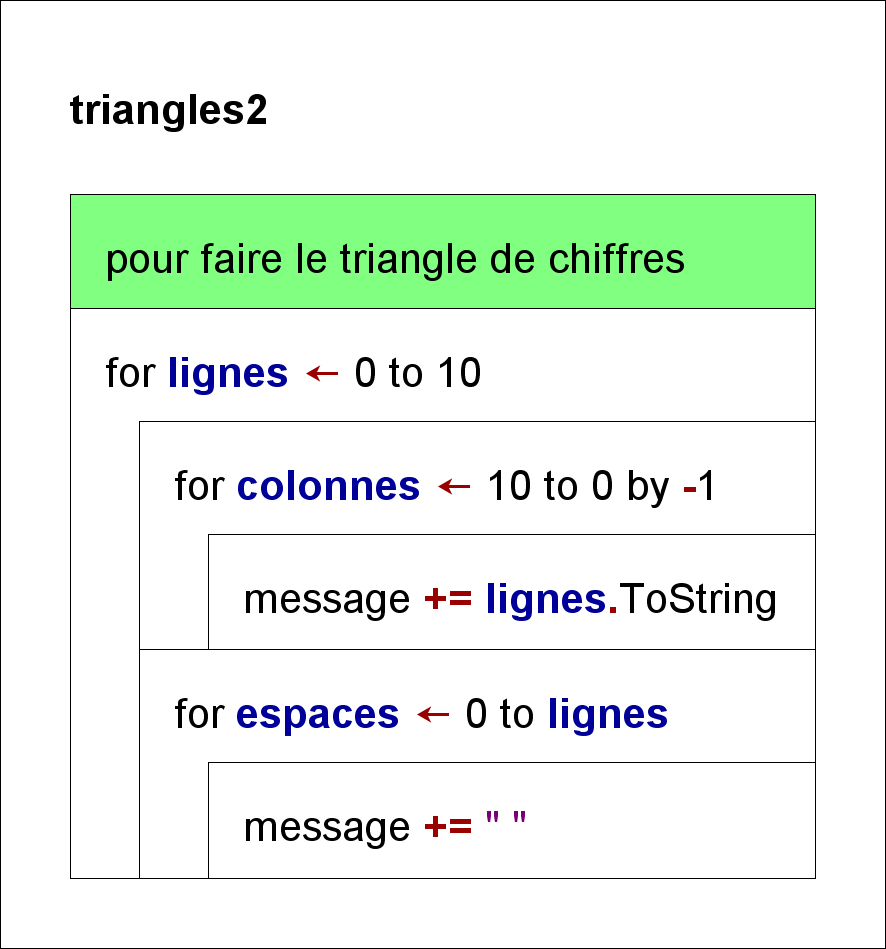 triangles2
pour faire le triangle de chiffres
for lignes ← 0 to 10
for colonnes ← 10 to 0 by -1
message += lignes.ToString
for espaces ← 0 to lignes
message += " "